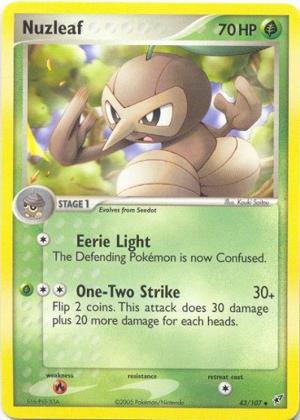 Nuzleaf 70 HP
Illus. Kouki Saitou
STAGE 1
Evolves from Seedot
Eerie Light
The Defending Pokémon is now Confused.
One-Two Strike 30+
Flip 2 coins. This attack does 30 damage
plus 20 more damage for each heads.
weakness resistance retreat cost
©2005 Pokémon/Nintendo 43/107